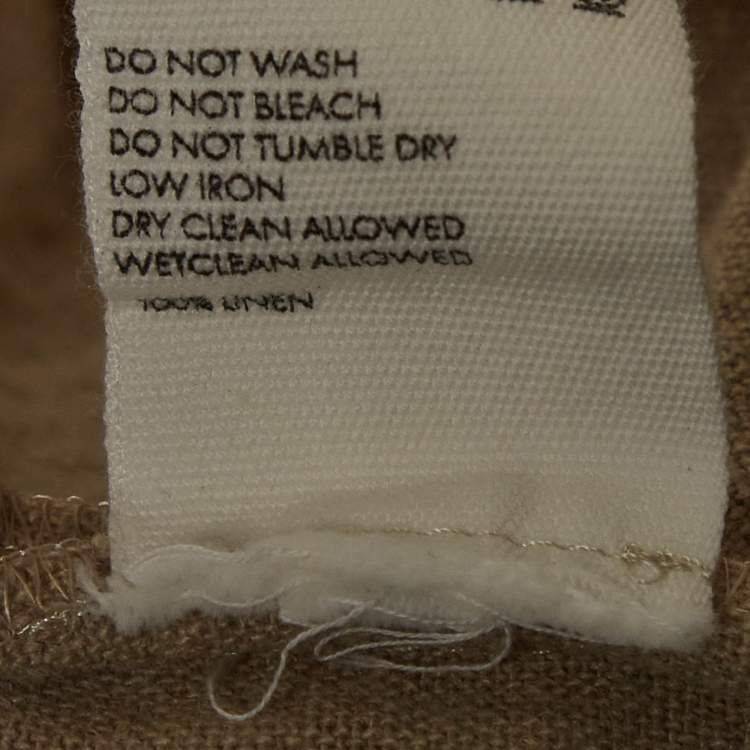 DO NOT WASH
DO NOT BLEACH
DO NOT TUMBLE DRY
LOW IRON
DRY CLEAN ALLOWED
WETCLEAN ALLOWED
100% LINEN